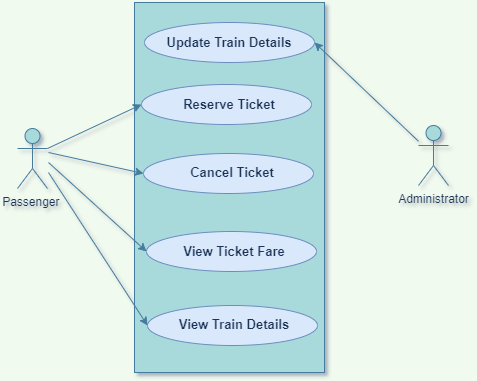 Update Train Details
Reserve Ticket
Cancel Ticket
View Ticket Fare
View Train Details
Passenger
Administrator